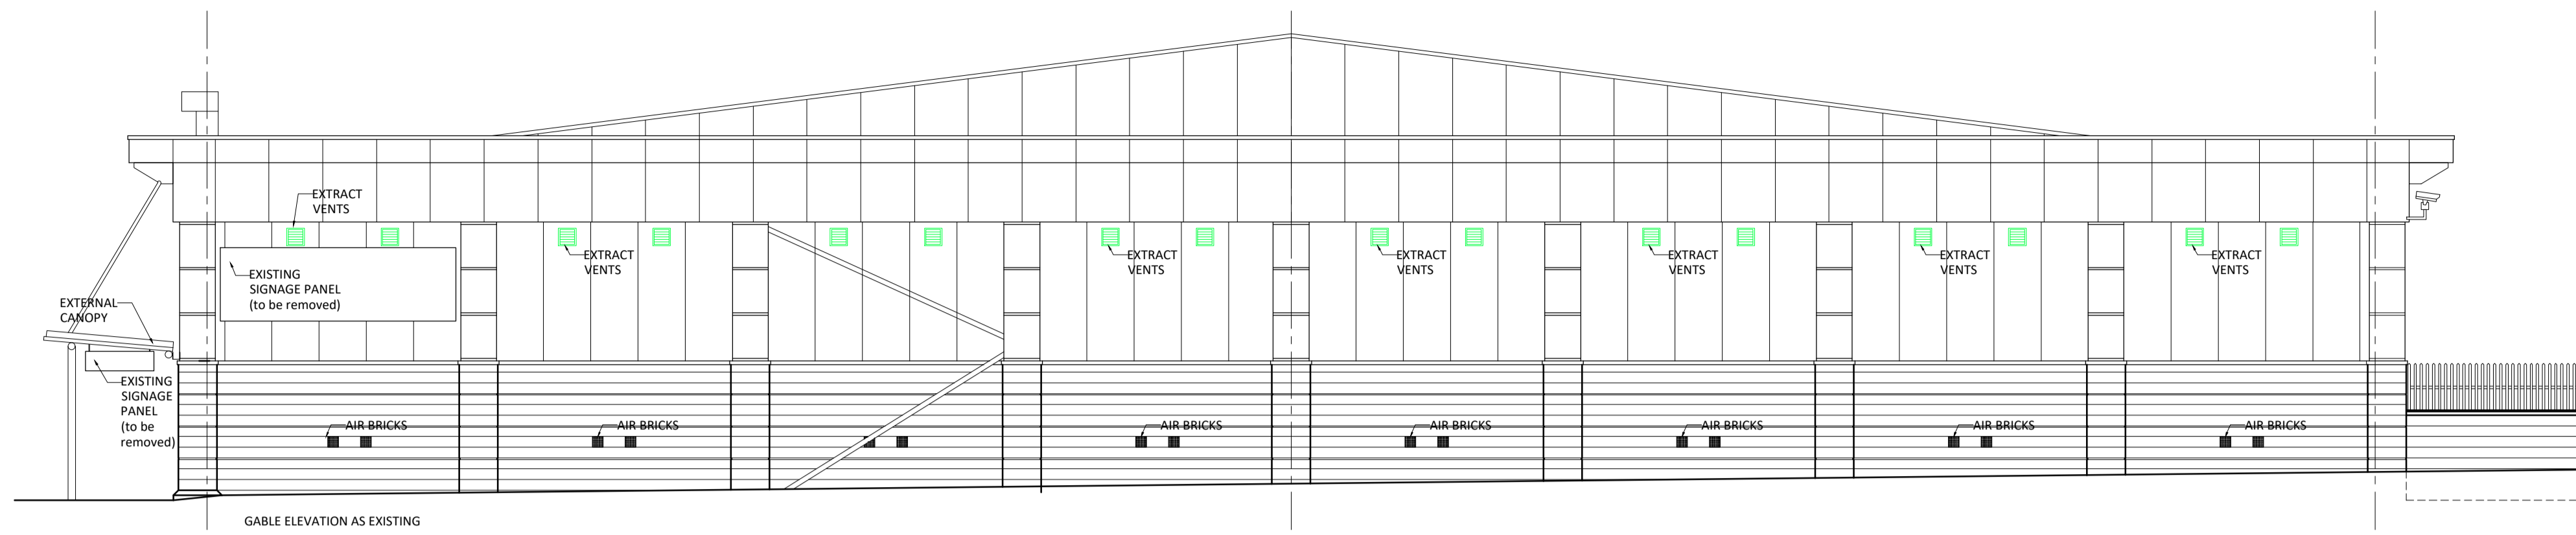 EXTRACT
VENTS
EXISTING
SIGNAGE PANEL
(to be removed)
EXTERNAL
CANOPY
EXISTING
SIGNAGE
PANEL
(to be
removed)
EXTRACT
VENTS
EXTRACT
VENTS
EXTRACT
VENTS
EXTRACT
VENTS
EXTRACT
VENTS
EXTRACT
VENTS
AIR BRICKS
AIR BRICKS
AIR BRICKS
AIR BRICKS
AIR BRICKS
AIR BRICKS
AIR BRICKS
GABLE ELEVATION AS EXISTING